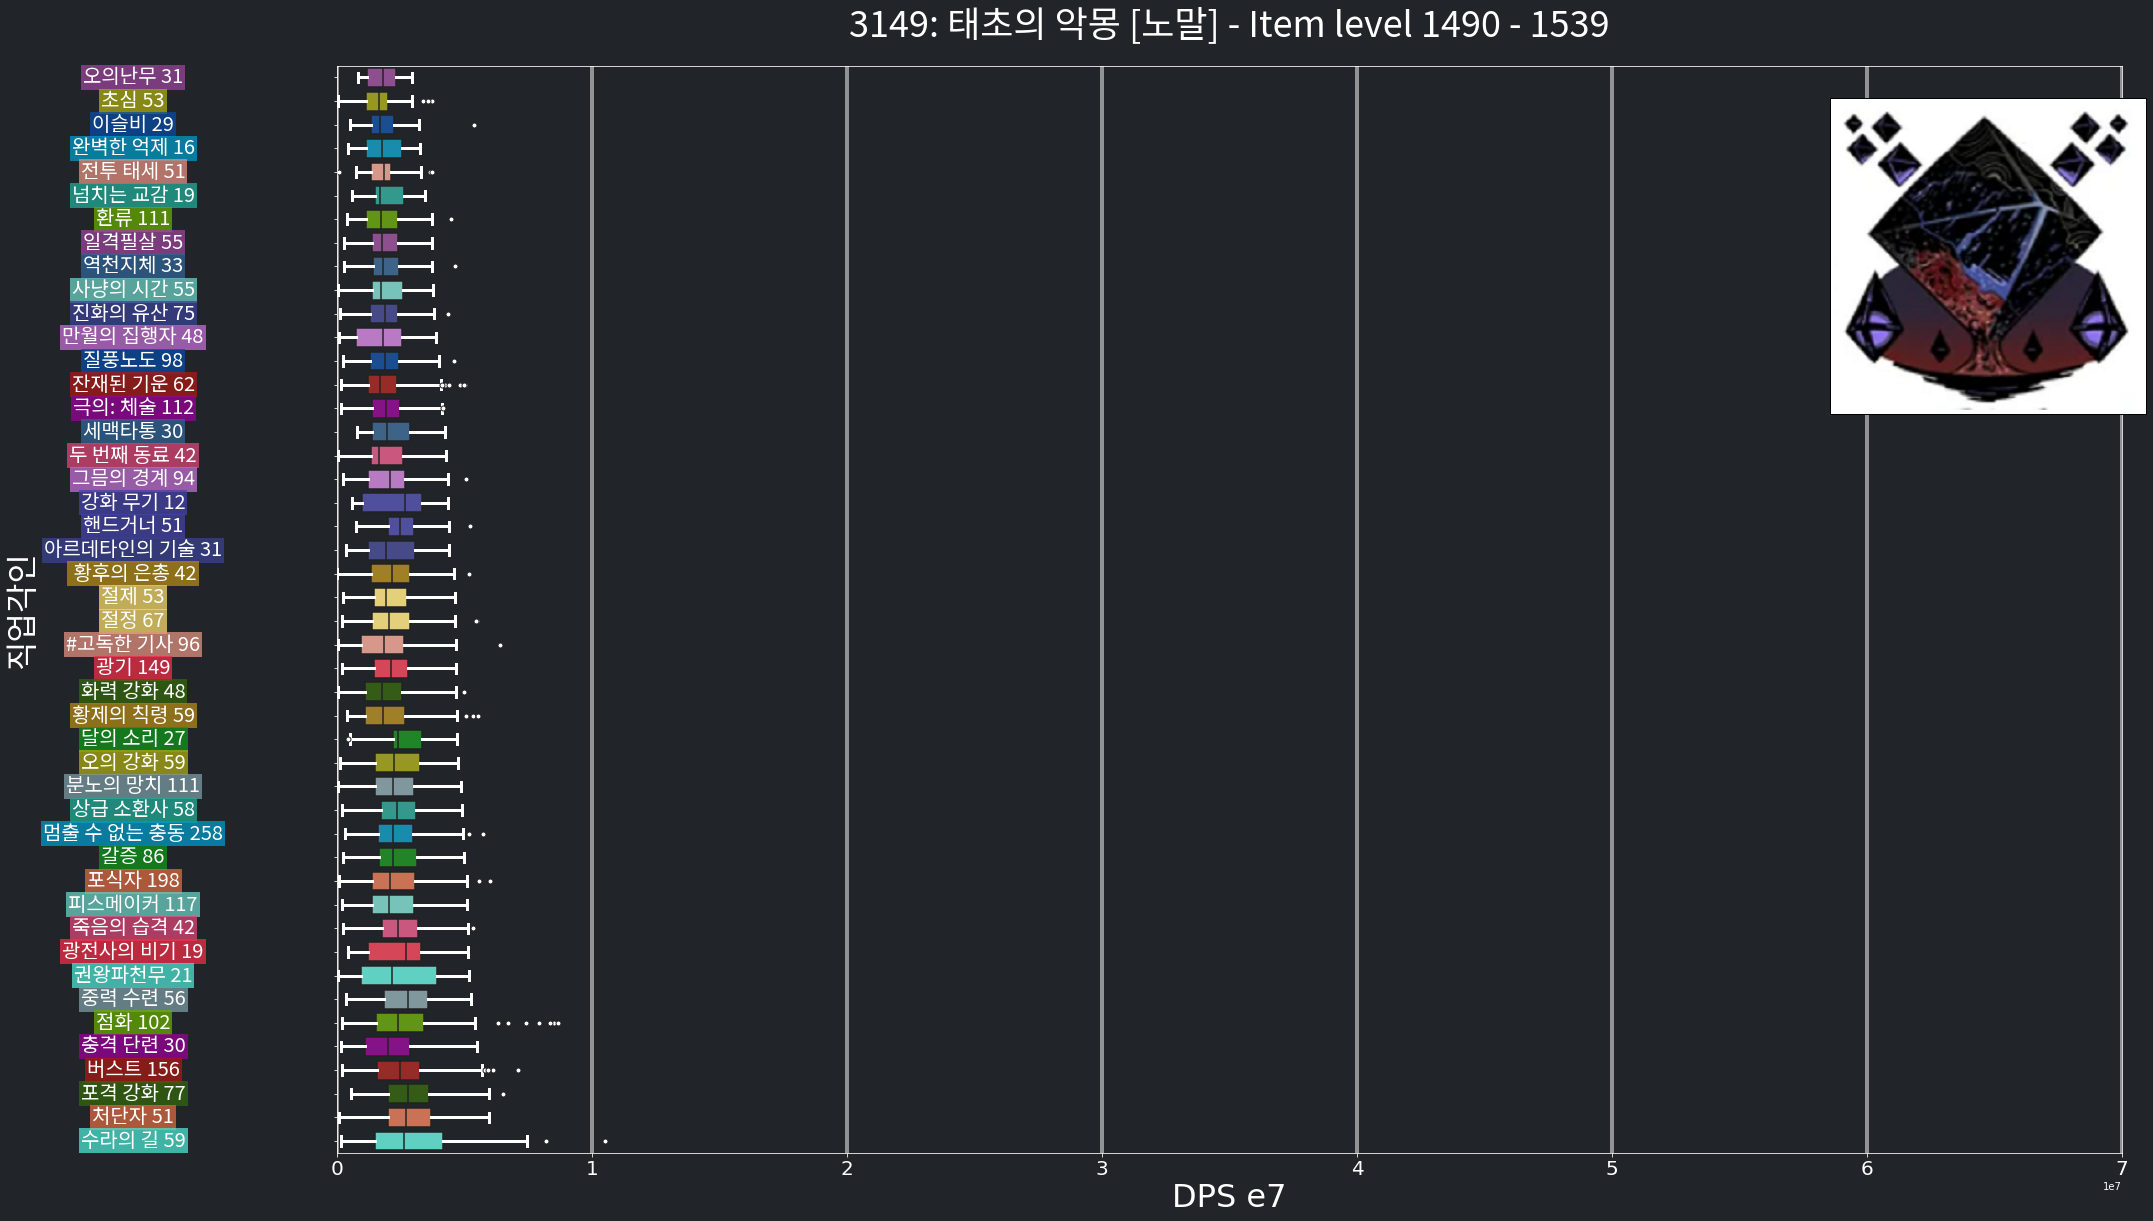 3149: 태초의 악몽 [노말] - Item level 1490 - 1539
오의난무 31
초심 53
이슬비 29
완벽한 억제 16
전투 태세 51
넘치는 교감 19
환류 111
일격필살 55
역천지체 33
사냥의 시간 55
진화의 유산 75
만월의 집행자 48
질풍노도 98
잔재된 기운 62
극의: 체술 112
세맥타통 30
두 번째 동료 42
그믐의 경계 94
강화 무기 12
핸드거너 51
아르데타인의 기술 31
황후의 은총 42
절제 53
절정 67
#고독한 기사 96
광기 149
화력 강화 48
황제의 칙령 59
달의 소리 27
오의 강화 59
분노의 망치 111
상급 소환사 58
멈출 수 없는 충동 258
갈증 86
포식자 198
피스메이커 117
죽음의 습격 42
광전사의 비기 19
권왕파천무 21
중력 수련 56
점화 102
충격 단련 30
버스트 156
포격 강화 77
처단자 51
수라의 길 59
직업각인
0 1 2 3 4 5 6 7
1e7
DPS e7